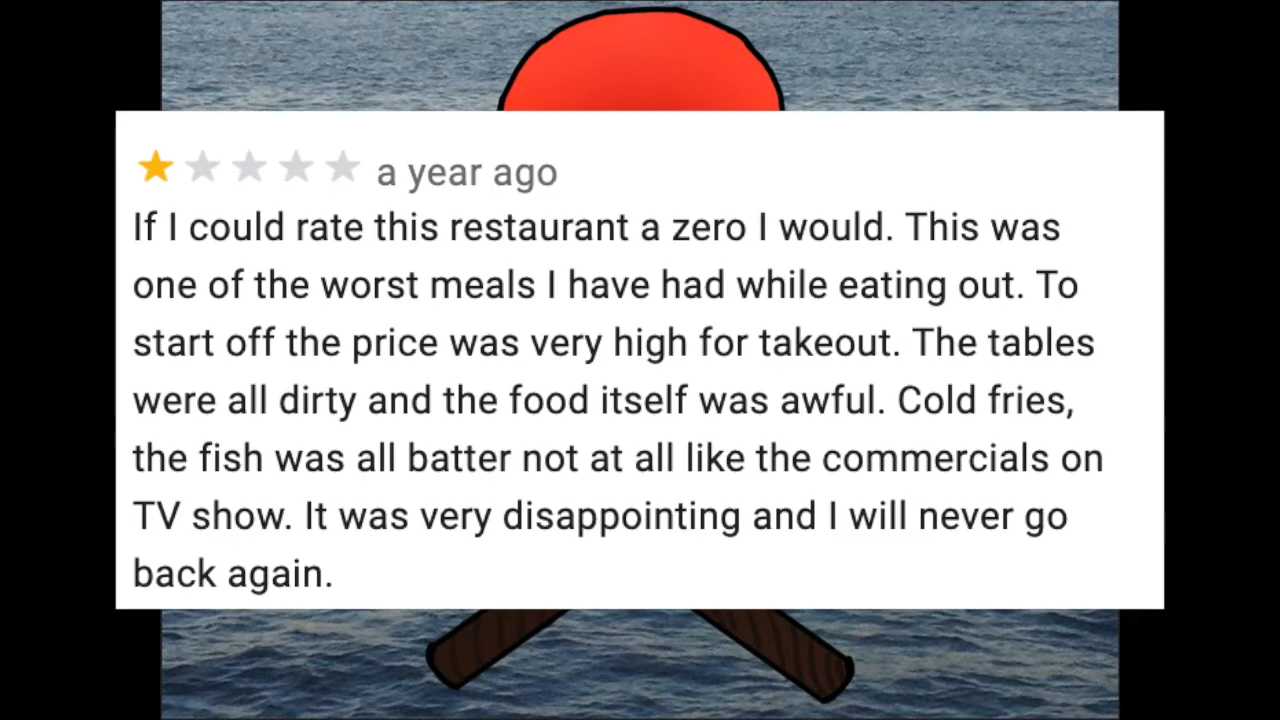 a year ago
If I could rate this restaurant a zero I would. This was
one of the worst meals I have had while eating out. To
start off the price was very high for takeout. The tables
were all dirty and the food itself was awful. Cold fries,
the fish was all batter not at all like the commercials on
TV show. It was very disappointing and I will never go
back again.